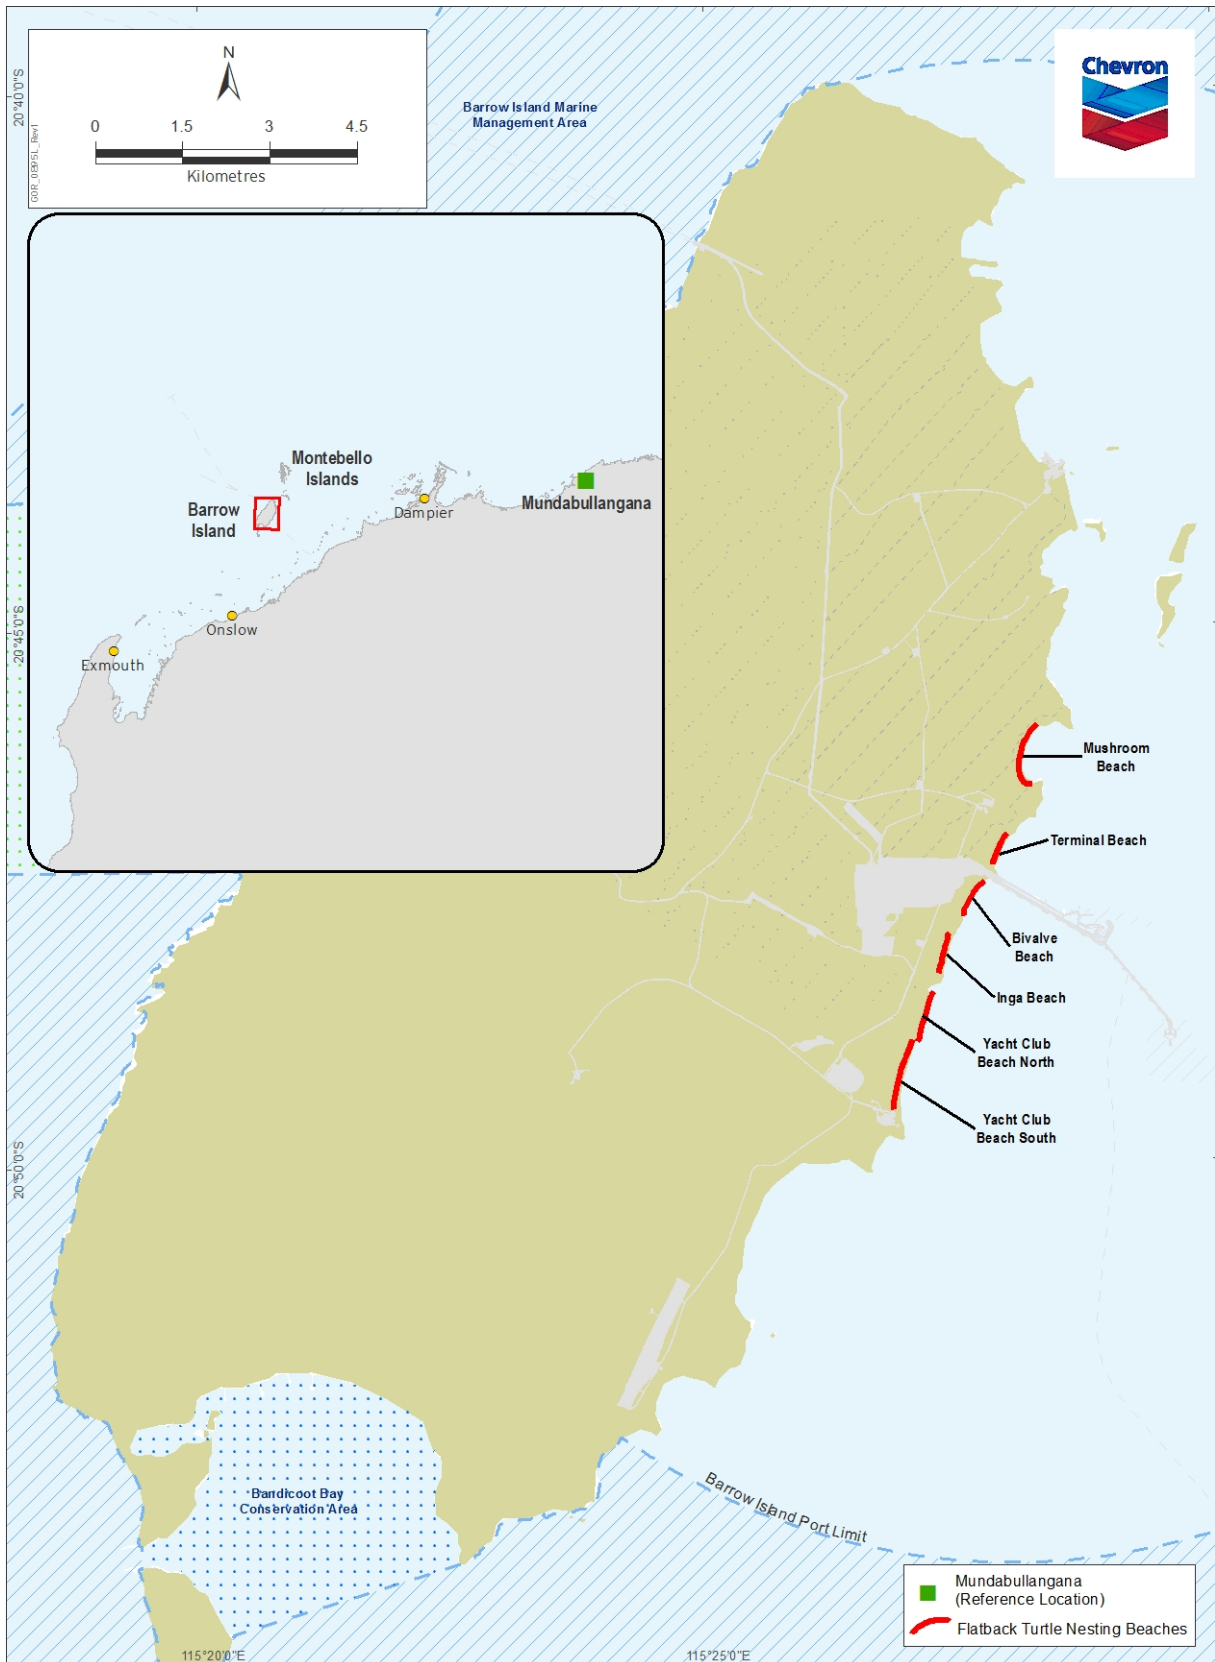 N
0 1.5 3 4.5
Kilometres
GOR_0895L_Rev1
Chevron
Barrow Island Marine
Management Area
20°40'0"S
Montebello
Islands
Barrow
Island
Dampier
Mundabullangana
Onslow
Exmouth
20°45'0"S
Mushroom
Beach
Terminal Beach
Bivalve
Beach
Inga Beach
Yacht Club
Beach North
Yacht Club
Beach South
20°50'0"S
Bandicoot Bay
Conservation Area
Barrow Island Port Limit
Mundabullangana
(Reference Location)
Flatback Turtle Nesting Beaches
115°20'0"E
115°25'0"E